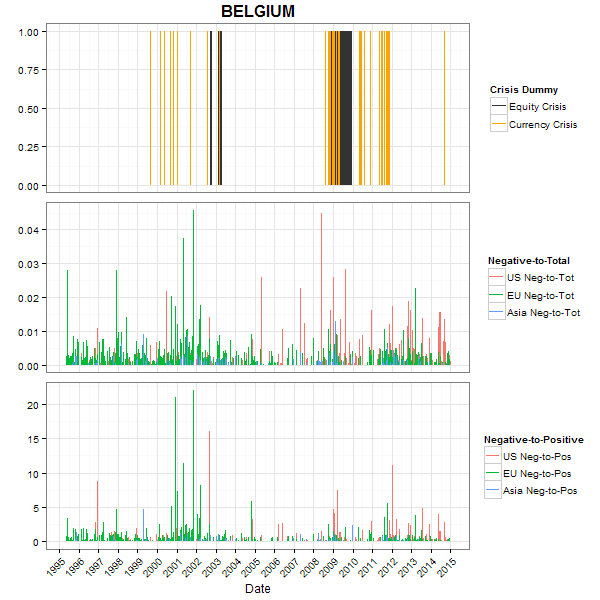 BELGIUM
1.00
0.75
0.50
0.25
0.00
Crisis Dummy
Equity Crisis
Currency Crisis
0.04
0.03
0.02
0.01
0.00
Negative-to-Total
US Neg-to-Tot
EU Neg-to-Tot
Asia Neg-to-Tot
20
15
10
5
0
Negative-to-Positive
US Neg-to-Pos
EU Neg-to-Pos
Asia Neg-to-Pos
1995 1996 1997 1998 1999 2000 2001 2002 2003 2004 2005 2006 2007 2008 2009 2010 2011 2012 2013 2014 2015
Date